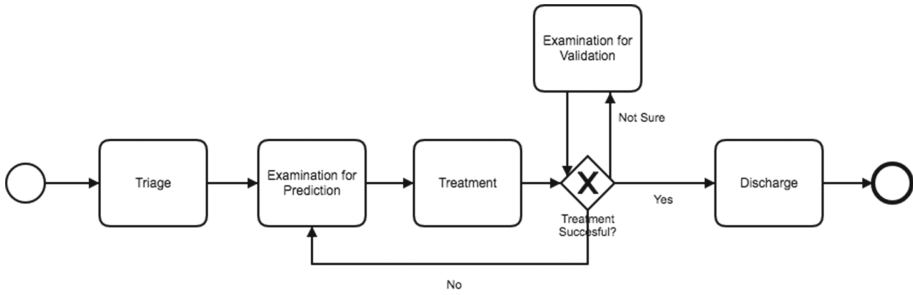 Examination for
Validation
Not Sure
Triage
Examination for
Prediction
Treatment
Discharge
Yes
Treatment
Succesful?
No